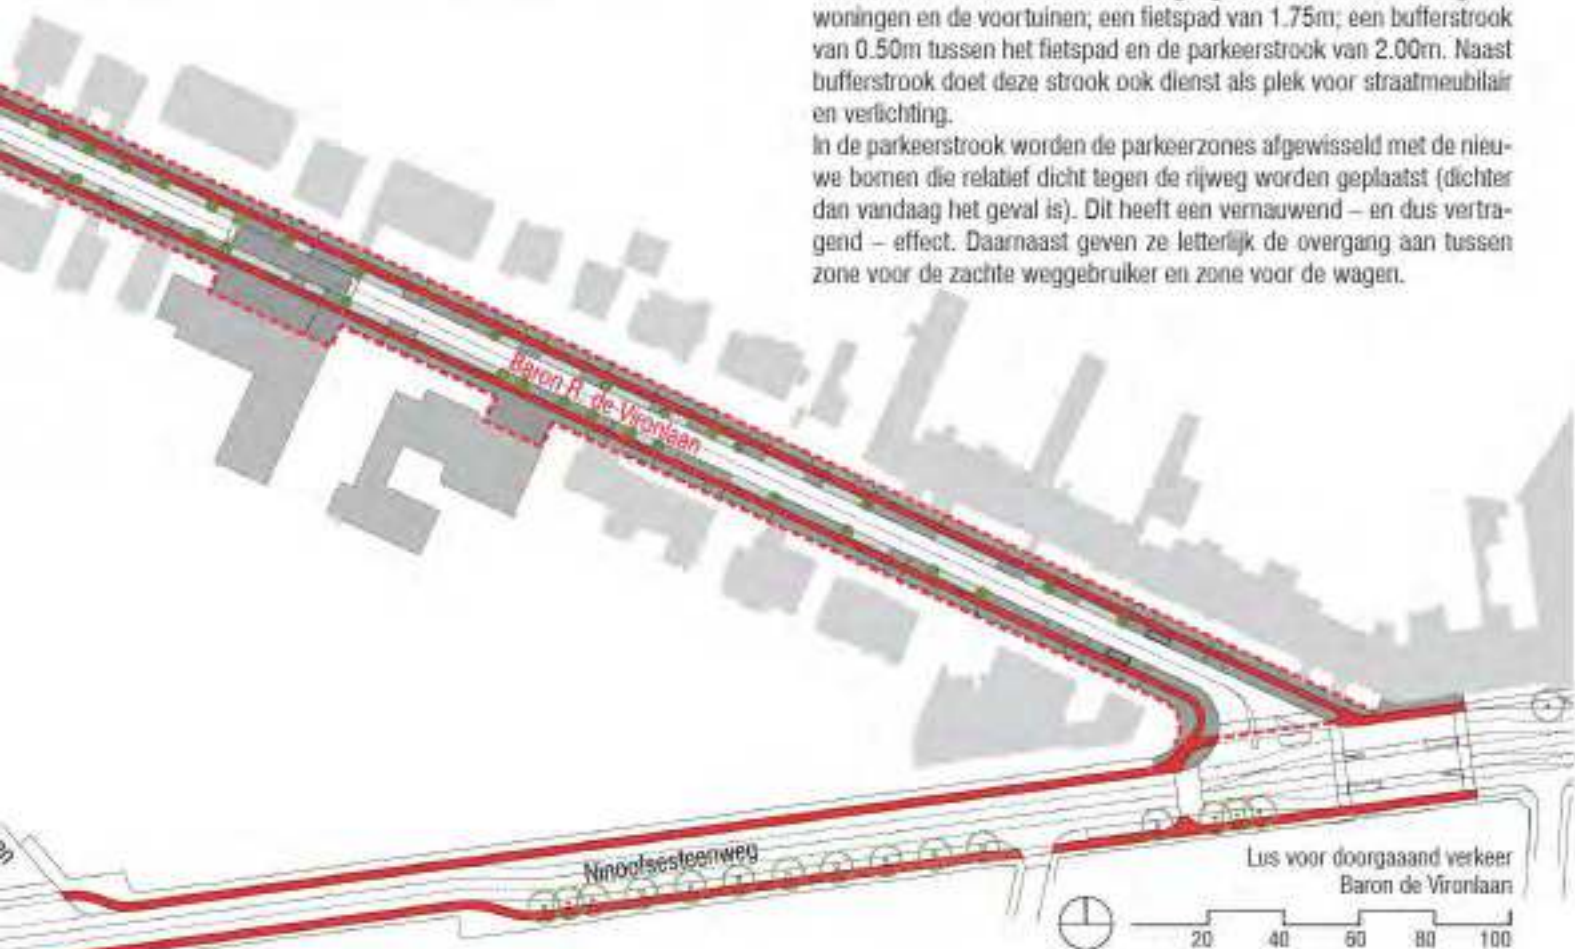 woningen en de voortuinen; een fietspad van 1.75m; een bufferstrook
van 0.50m tussen het fietspad en de parkeerstrook van 2.00m. Naast
bufferstrook doet deze strook ook dienst als plek voor straatmeubilair
en verlichting.
In de parkeerstrook worden de parkeerzones afgewisseld met de nieu-
we bomen die relatief dicht tegen de rijweg worden geplaatst (dichter
dan vandaag het geval is). Dit heeft een vernauwend – en dus vertra-
gend – effect. Daarnaast geven ze letterlijk de overgang aan tussen
zone voor de zachte weggebruiker en zone voor de wagen.
Baron R. de Vironlaan
Ninoofsesteenweg
Lus voor doorgaaand verkeer
Baron de Vironlaan
20 40 60 80 100